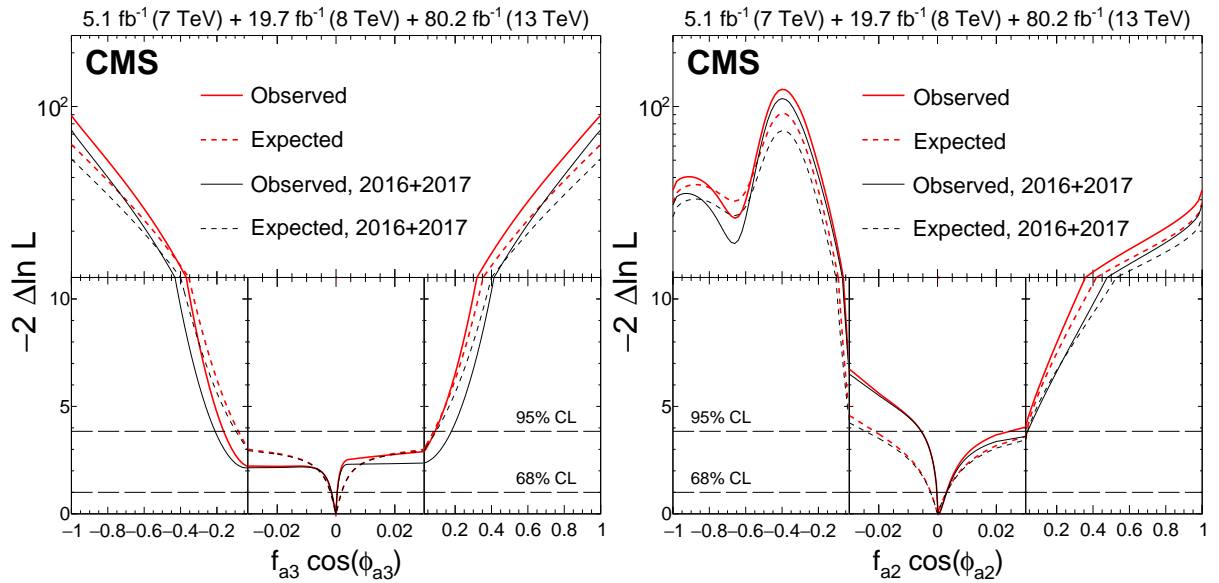 5.1 fb⁻¹ (7 TeV) + 19.7 fb⁻¹ (8 TeV) + 80.2 fb⁻¹ (13 TeV)
CMS
Observed
Expected
Observed, 2016+2017
Expected, 2016+2017
10²
10
5
0
−2 Δln L
95% CL
68% CL
−1 −0.8 −0.6 −0.4 −0.2 −0.02 0 0.02 0.2 0.4 0.6 0.8 1
f_a3 cos(ϕ_a3)
5.1 fb⁻¹ (7 TeV) + 19.7 fb⁻¹ (8 TeV) + 80.2 fb⁻¹ (13 TeV)
CMS
Observed
Expected
Observed, 2016+2017
Expected, 2016+2017
10²
10
5
0
−2 Δln L
95% CL
68% CL
−1 −0.8 −0.6 −0.4 −0.2 −0.02 0 0.02 0.2 0.4 0.6 0.8 1
f_a2 cos(ϕ_a2)